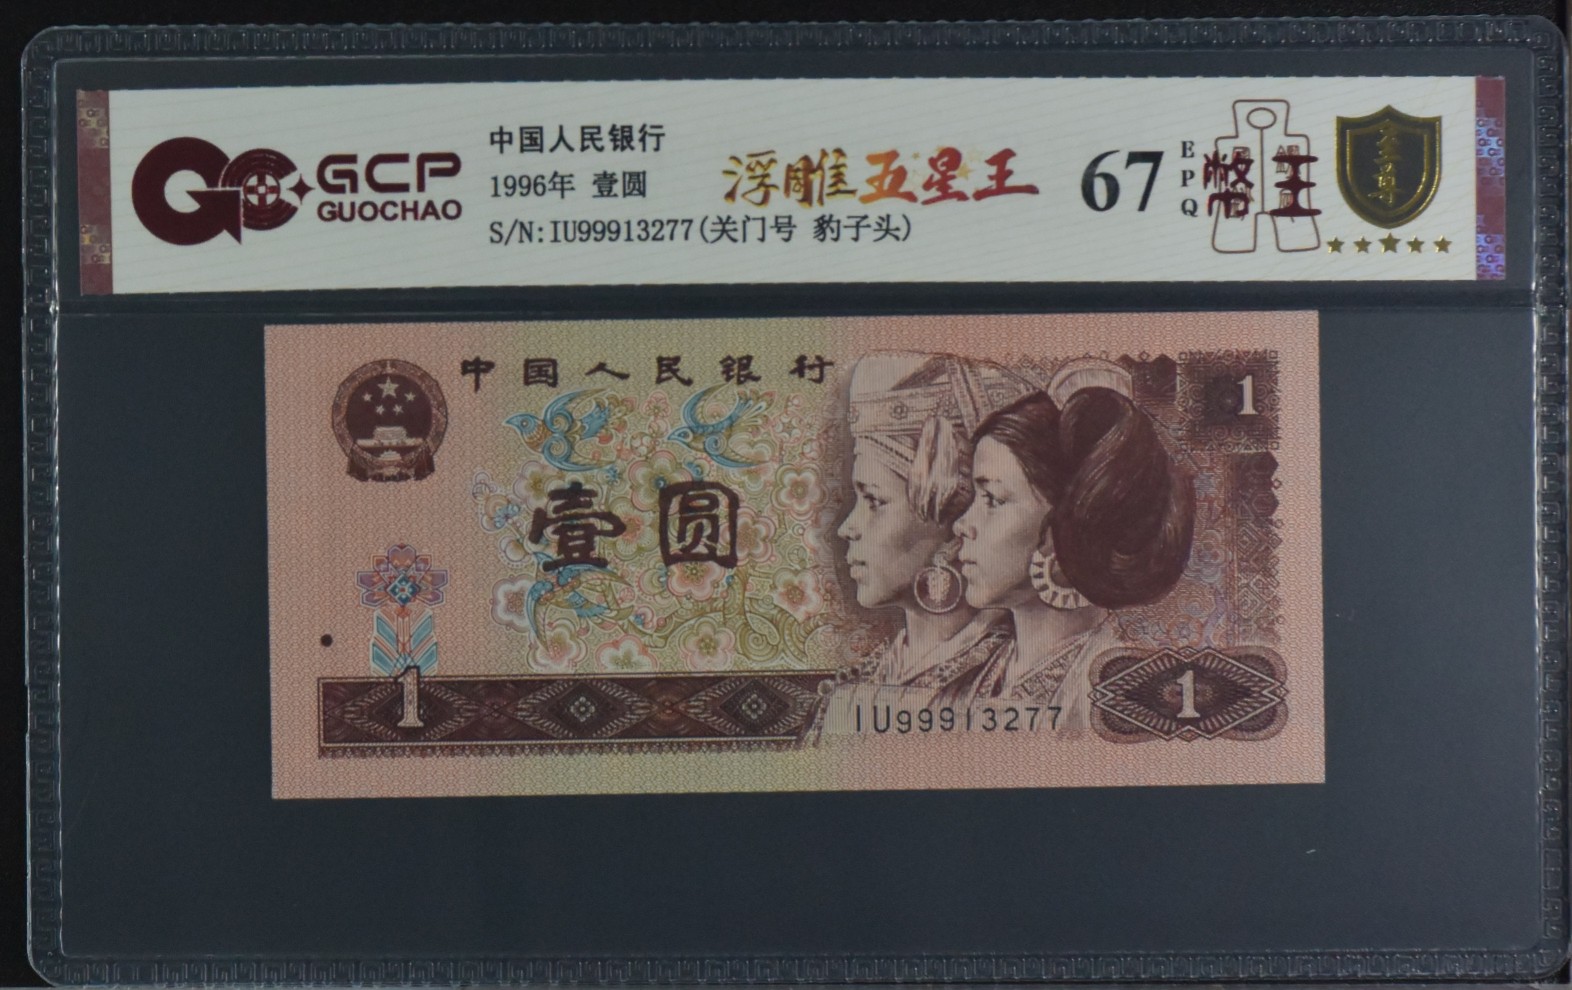 GCP
GUOCHAO
中国人民银行
1996年 壹圆
S/N:IU99913277(关门号 豹子头)
浮雕五星王
67
EPQ
币王
至尊
中国人民银行
1
壹圆
1
IU99913277
1